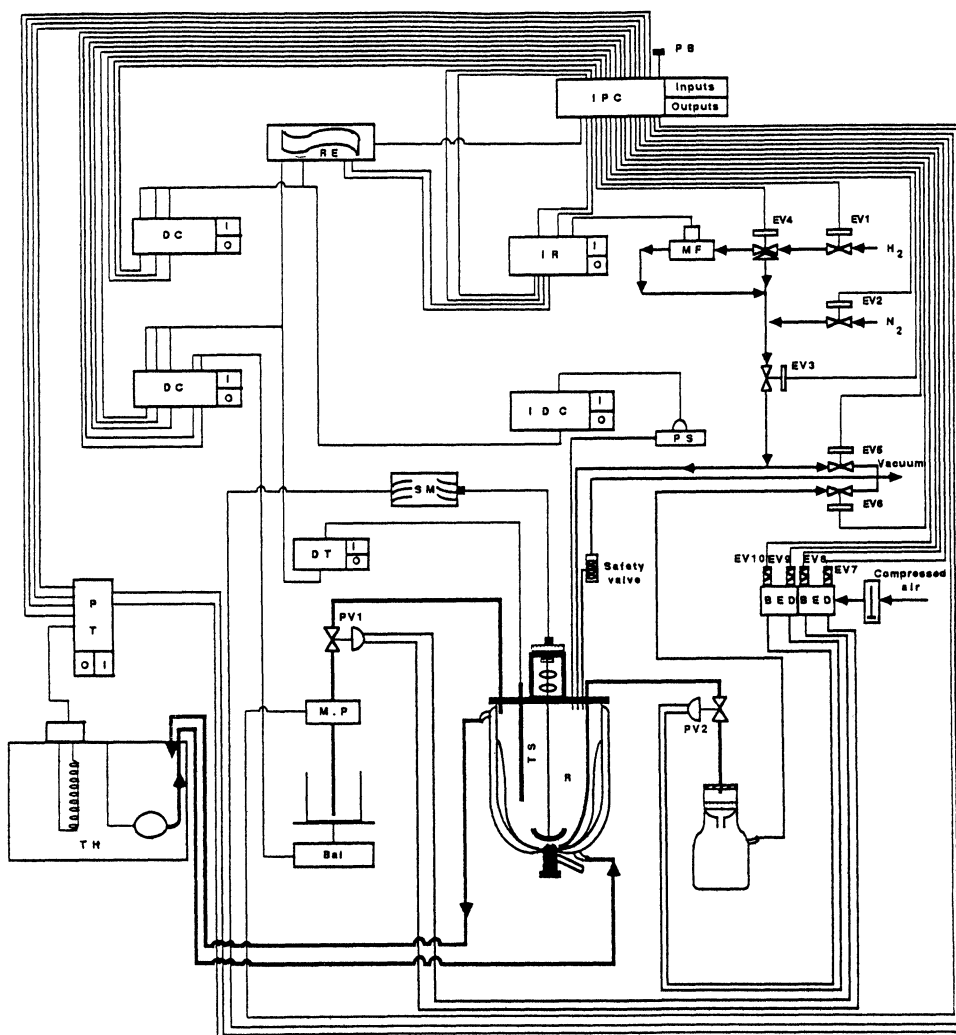 P B
Inputs
I P C
Outputs
R E
EV4
EV1
D C
I
O
I R
I
O
M F
H2
EV2
N2
EV3
D C
I
O
I D C
I
O
P S
EV5
Vacuum
S M
EV6
D T
I
O
Safety
valve
EV10
EV9
EV8
EV7
Compressed
air
B E D
B E D
P
T
O
I
PV1
M.P
T S
R
PV2
T H
Bal